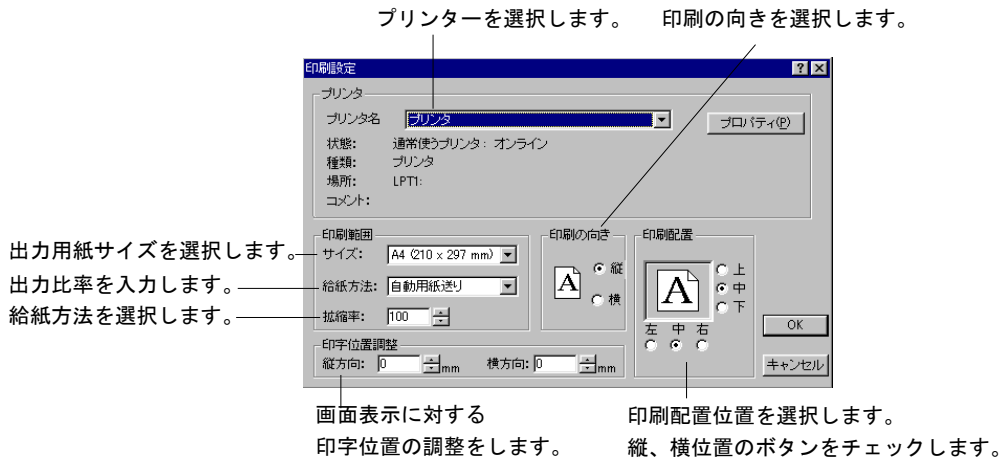 プリンターを選択します。 印刷の向きを選択します。
印刷設定
プリンタ
プリンタ名 プリンタ プロパティ(P)
状態: 通常使うプリンタ: オンライン
種類: プリンタ
場所: LPT1:
コメント:
出力用紙サイズを選択します。
出力比率を入力します。
給紙方法を選択します。
印刷範囲
サイズ: A4 (210 x 297 mm)
給紙方法: 自動用紙送り
拡縮率: 100
印刷の向き
A 縦
横
印刷配置
A 上
中
下
左 中 右
印字位置調整
縦方向: 0 mm 横方向: 0 mm
OK
キャンセル
画面表示に対する
印字位置の調整をします。
印刷配置位置を選択します。
縦、横位置のボタンをチェックします。